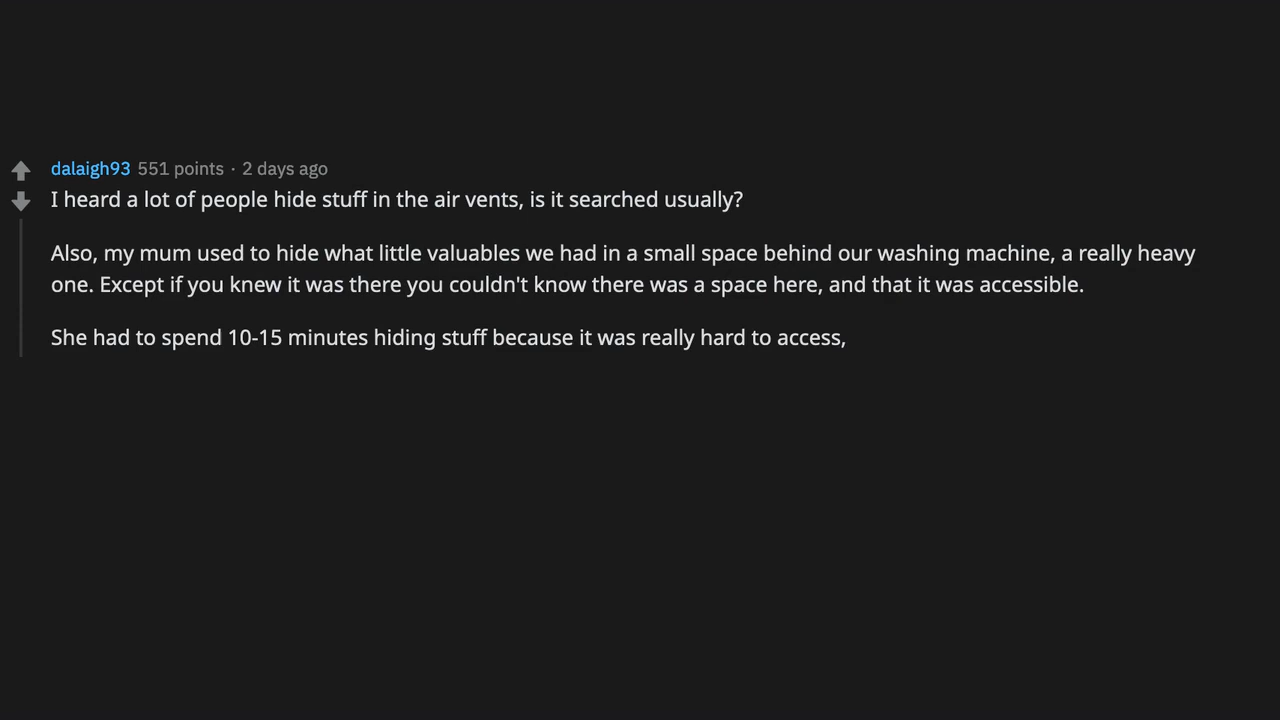 dalaigh93 551 points · 2 days ago
I heard a lot of people hide stuff in the air vents, is it searched usually?
Also, my mum used to hide what little valuables we had in a small space behind our washing machine, a really heavy
one. Except if you knew it was there you couldn't know there was a space here, and that it was accessible.
She had to spend 10-15 minutes hiding stuff because it was really hard to access,